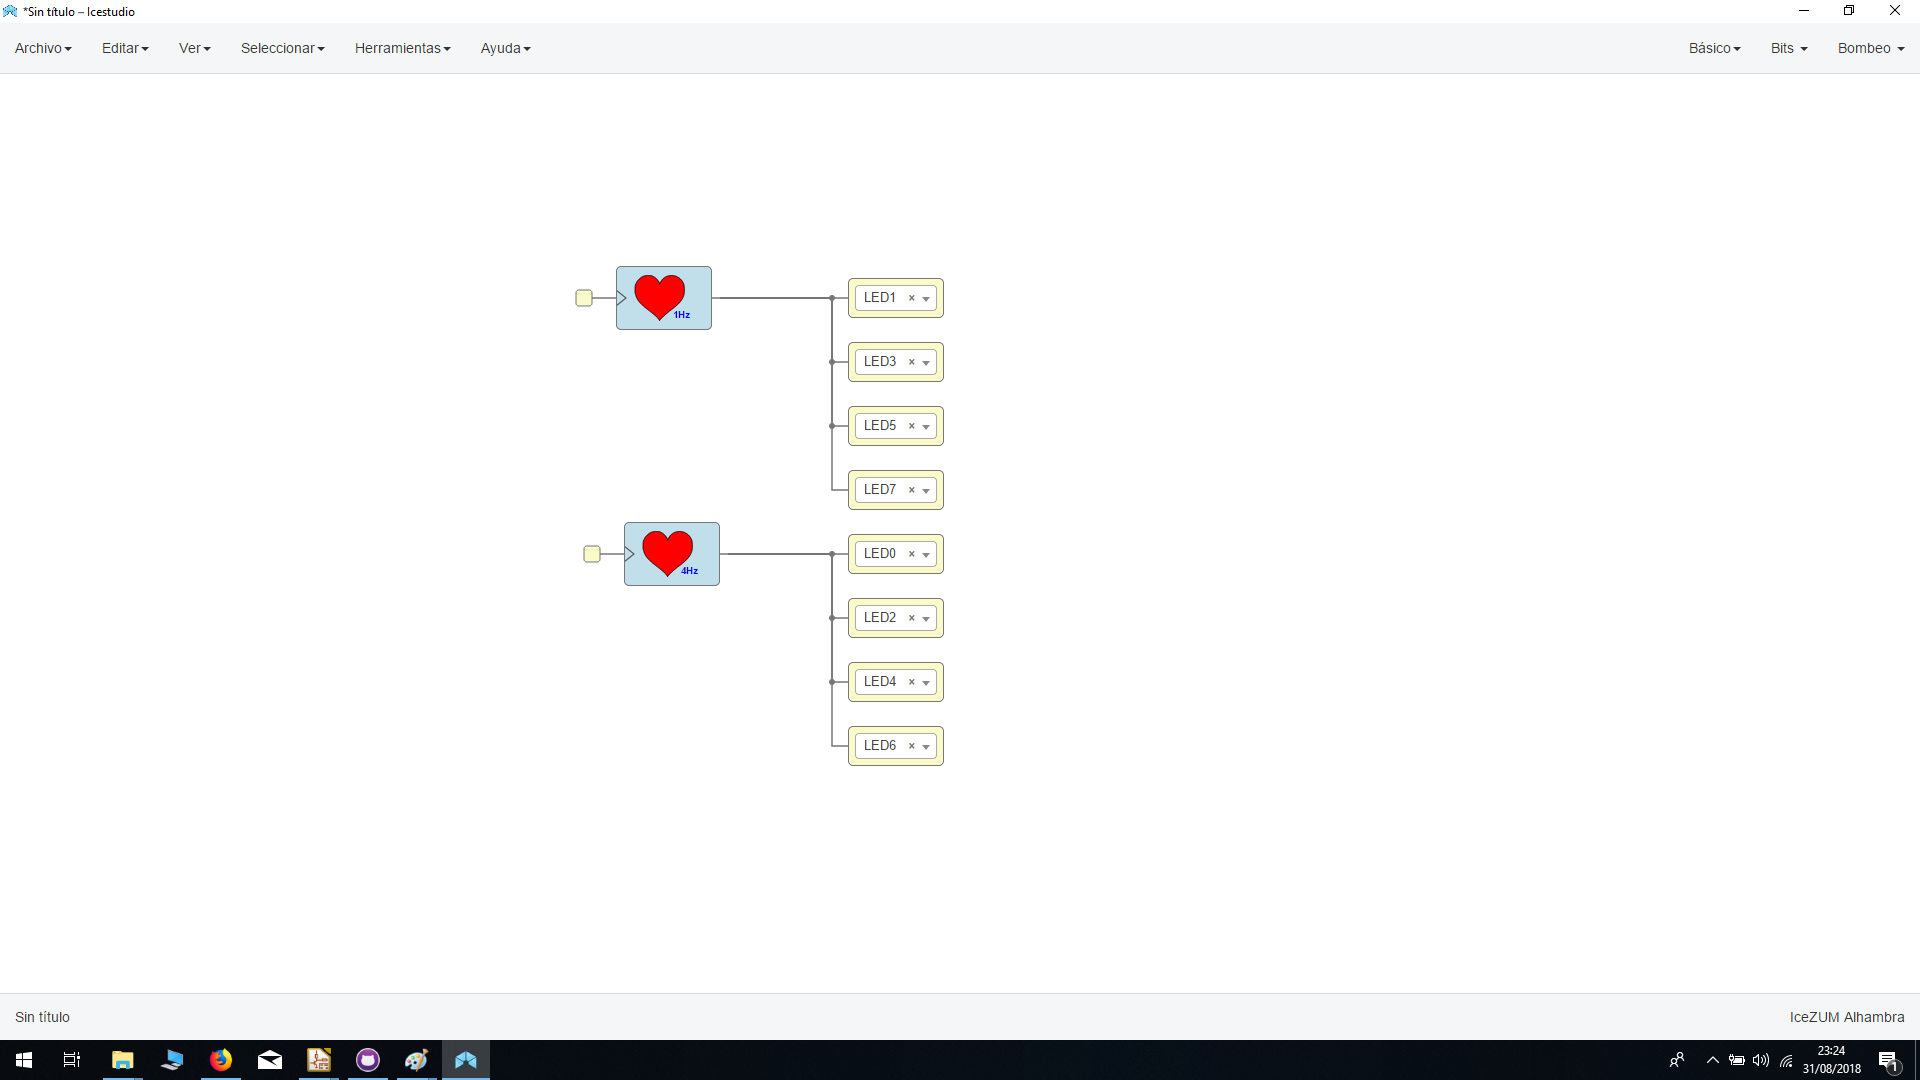 *Sin título – Icestudio
Archivo Editar Ver Seleccionar Herramientas Ayuda Básico Bits Bombeo
1Hz
LED1 ×
LED3 ×
LED5 ×
LED7 ×
4Hz
LED0 ×
LED2 ×
LED4 ×
LED6 ×
Sin título IceZUM Alhambra
23:24
31/08/2018
1